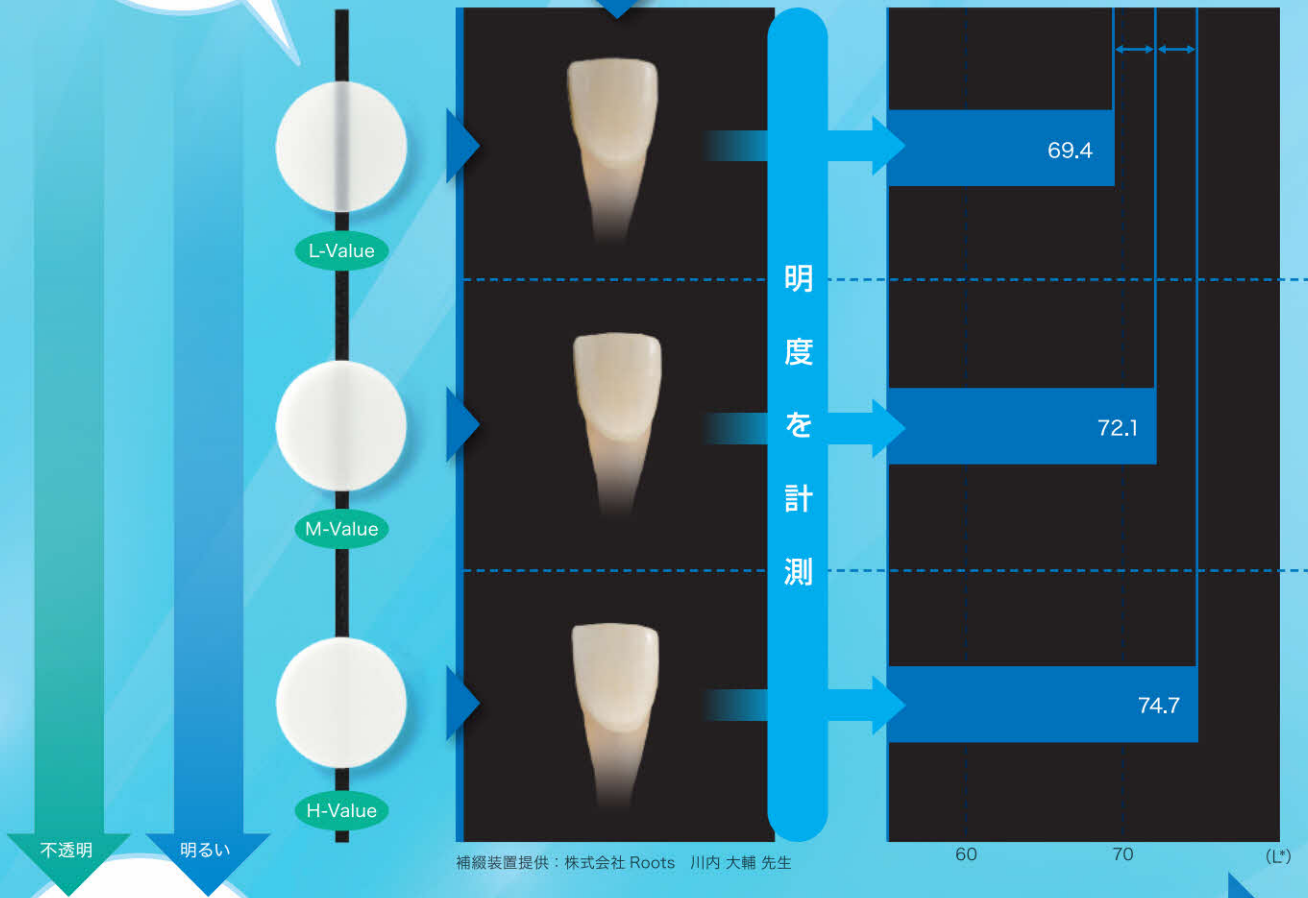 69.4
L-Value
72.1
M-Value
74.7
H-Value
明度を計測
不透明
明るい
60
70
(L*)
補綴装置提供：株式会社 Roots　川内 大輔 先生